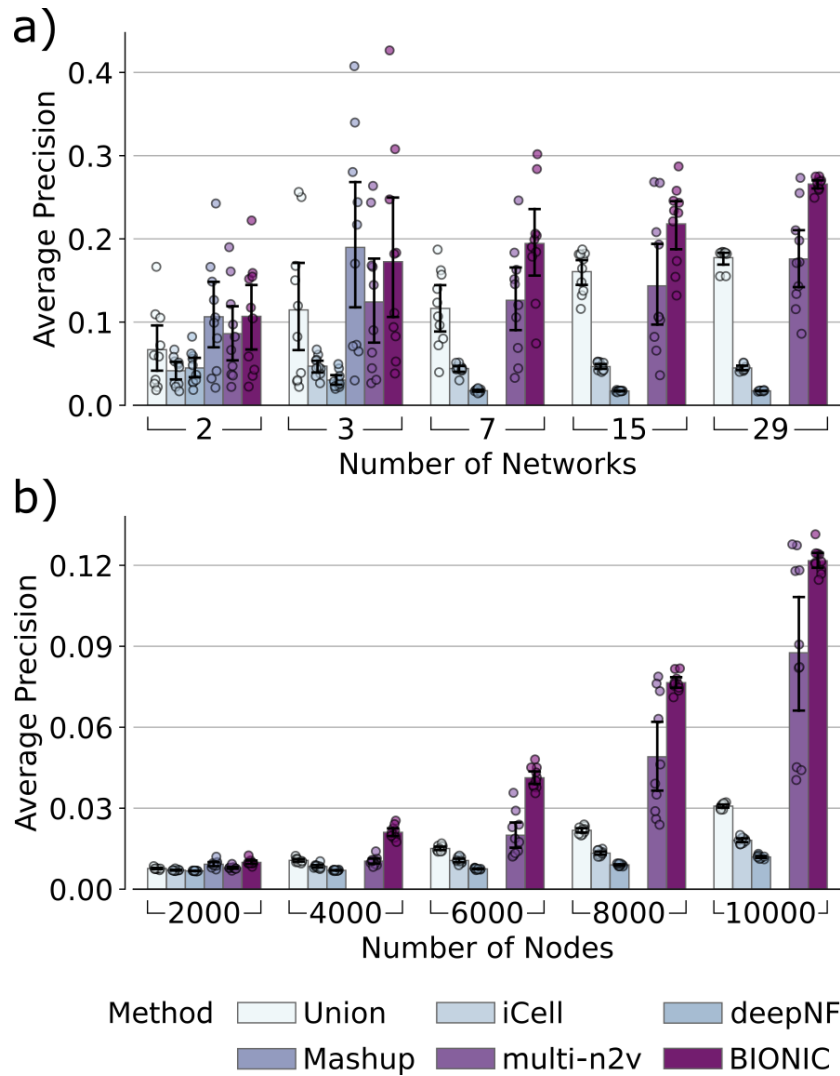 a)
Average Precision
0.4
0.3
0.2
0.1
0.0
2 3 7 15 29
Number of Networks
b)
Average Precision
0.12
0.09
0.06
0.03
0.00
2000 4000 6000 8000 10000
Number of Nodes
Method Union iCell deepNF
Mashup multi-n2v BIONIC